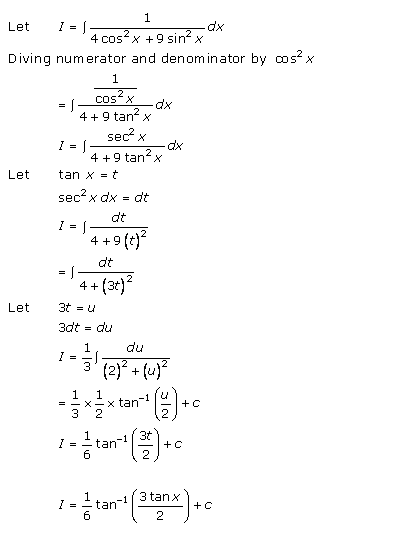 Let I = ∫ 1/(4 cos² x + 9 sin² x) dx
Diving numerator and denominator by cos² x
= ∫ (1/cos² x)/(4 + 9 tan² x) dx
I = ∫ sec² x/(4 + 9 tan² x) dx
Let tan x = t
sec² x dx = dt
I = ∫ dt/(4 + 9 (t)²)
= ∫ dt/(4 + (3t)²)
Let 3t = u
3dt = du
I = 1/3 ∫ du/((2)² + (u)²)
= 1/3 × 1/2 × tan⁻¹ (u/2) + c
I = 1/6 tan⁻¹ (3t/2) + c
I = 1/6 tan⁻¹ (3 tan x/2) + c